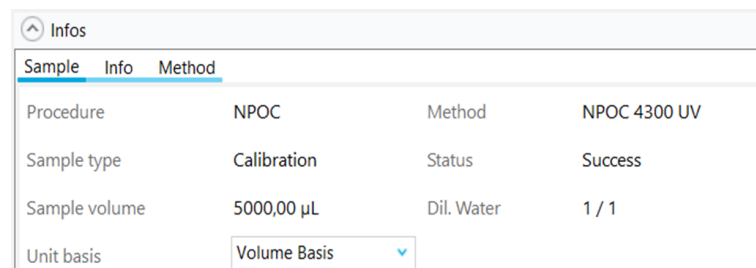 Infos
Sample Info Method
Procedure NPOC Method NPOC 4300 UV
Sample type Calibration Status Success
Sample volume 5000,00 µL Dil. Water 1 / 1
Unit basis Volume Basis